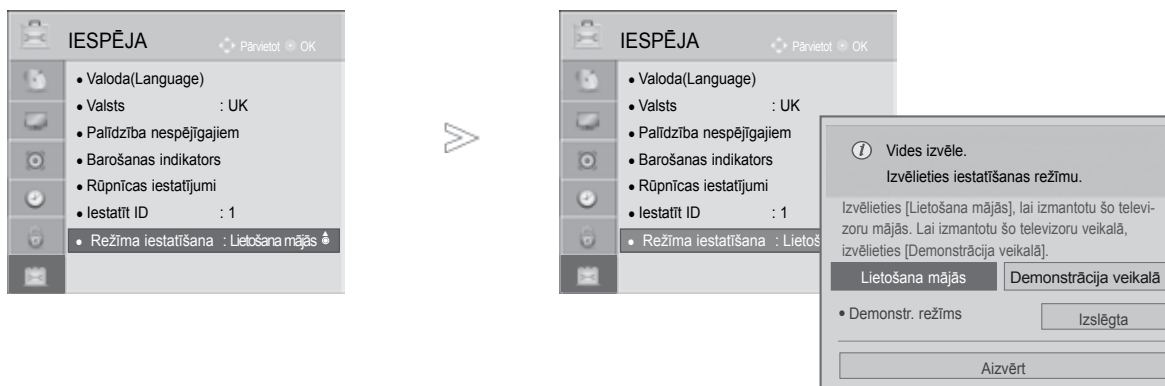 IESPĒJA
Pārvietot OK
• Valoda(Language)
• Valsts : UK
• Palīdzība nespējīgajiem
• Barošanas indikators
• Rūpnīcas iestatījumi
• Iestatīt ID : 1
• Režīma iestatīšana : Lietošana mājās
>
IESPĒJA
Pārvietot OK
• Valoda(Language)
• Valsts : UK
• Palīdzība nespējīgajiem
• Barošanas indikators
• Rūpnīcas iestatījumi
• Iestatīt ID : 1
• Režīma iestatīšana : Lietoš
i Vides izvēle.
Izvēlieties iestatīšanas režīmu.
Izvēlieties [Lietošana mājās], lai izmantotu šo televi-
zoru mājās. Lai izmantotu šo televizoru veikalā,
izvēlieties [Demonstrācija veikalā].
Lietošana mājās Demonstrācija veikalā
• Demonstr. režīms Izslēgta
Aizvērt